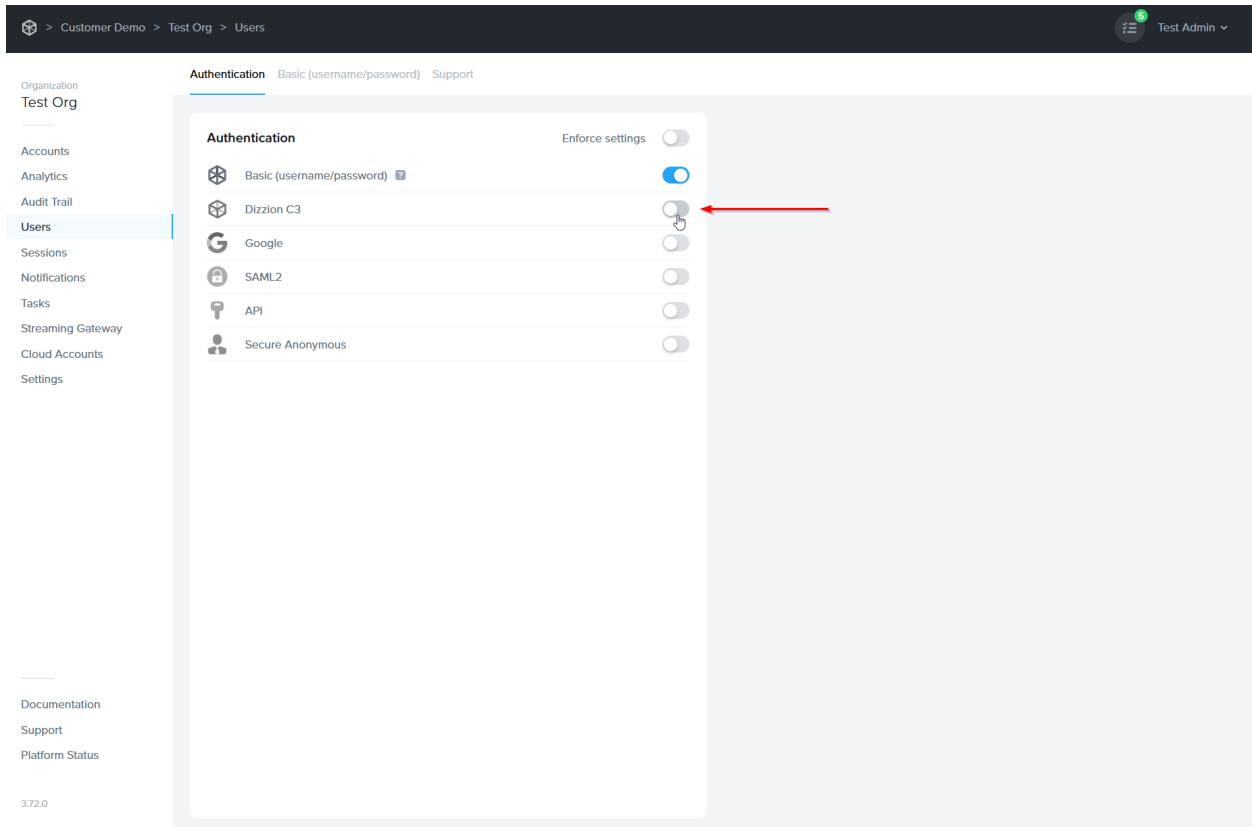 > Customer Demo > Test Org > Users
5
Test Admin
Organization
Test Org
Accounts
Analytics
Audit Trail
Users
Sessions
Notifications
Tasks
Streaming Gateway
Cloud Accounts
Settings
Documentation
Support
Platform Status
3.72.0
Authentication Basic (username/password) Support
Authentication Enforce settings
Basic (username/password) ?
Dizzion C3
Google
SAML2
API
Secure Anonymous